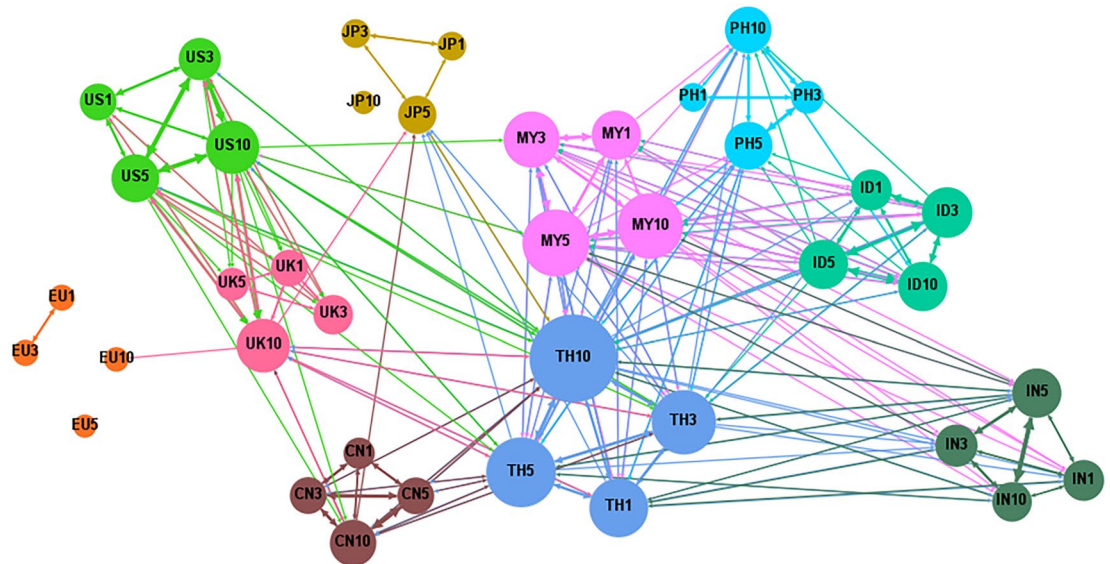 PH10
JP3
JP1
US3
PH1
PH3
US1
JP10
JP5
MY3
MY1
US10
PH5
US5
ID1
ID3
MY5
MY10
ID5
UK5
UK1
ID10
EU1
UK3
EU3
EU10
UK10
TH10
IN5
TH3
EU5
CN1
IN3
TH5
IN1
CN3
CN5
TH1
IN10
CN10